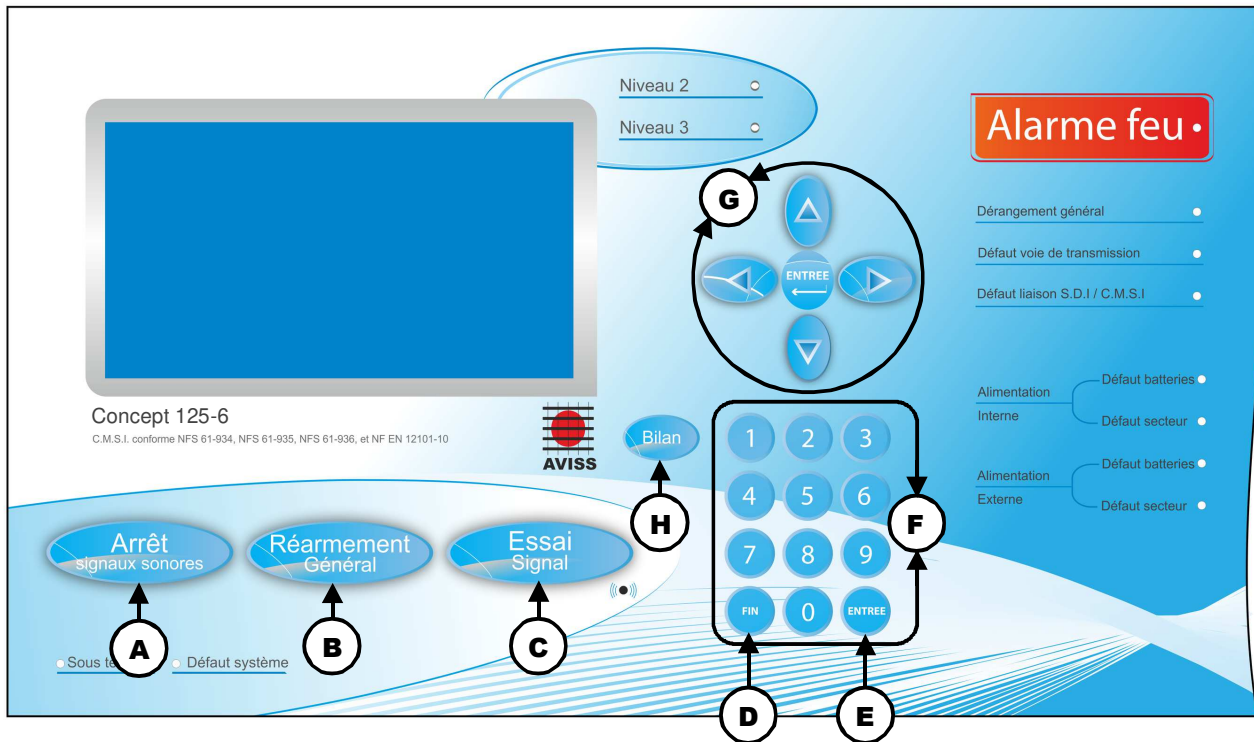 Niveau 2
Niveau 3
Alarme feu
G
ENTREE
Dérangement général
Défaut voie de transmission
Défaut liaison S.D.I / C.M.S.I
Alimentation
Interne
Défaut batteries
Défaut secteur
Alimentation
Externe
Défaut batteries
Défaut secteur
Concept 125-6
C.M.S.I. conforme NFS 61-934, NFS 61-935, NFS 61-936, et NF EN 12101-10
AVISS
Bilan
H
1 2 3
4 5 6
7 8 9
FIN 0 ENTREE
F
Arrêt
signaux sonores
Réarmement
Général
Essai
Signal
A
B
C
D
E
Sous
Défaut système